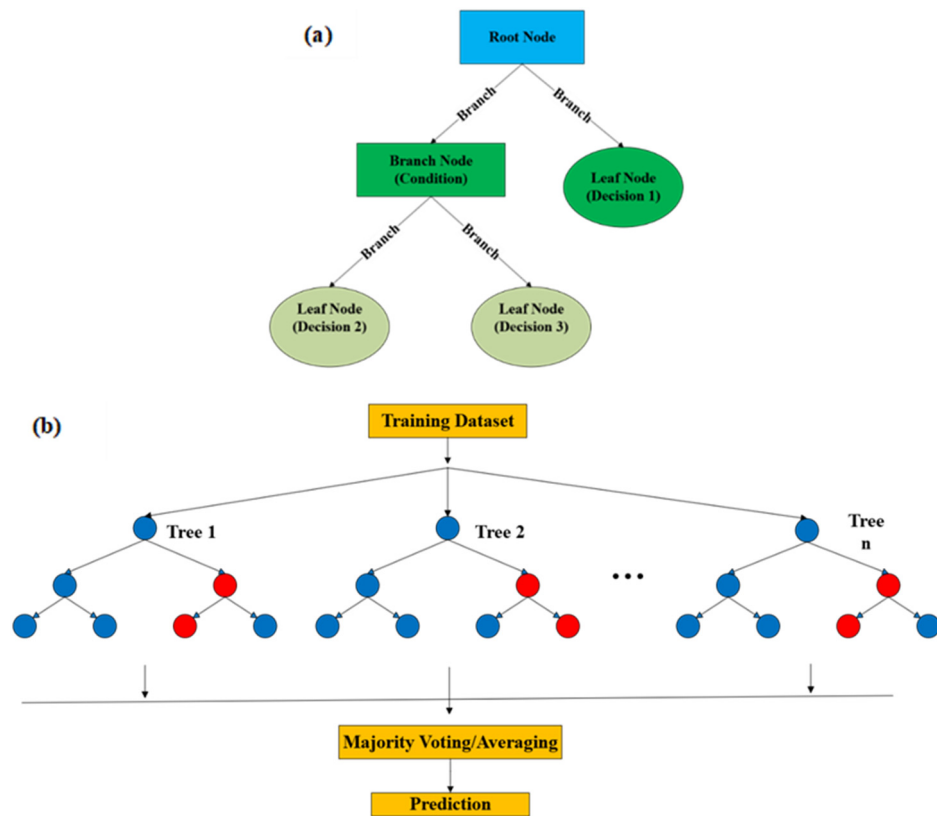 (a)
Root Node
Branch
Branch
Branch Node
(Condition)
Leaf Node
(Decision 1)
Branch
Branch
Leaf Node
(Decision 2)
Leaf Node
(Decision 3)
(b)
Training Dataset
Tree 1
Tree 2
Tree
n
...
Majority Voting/Averaging
Prediction